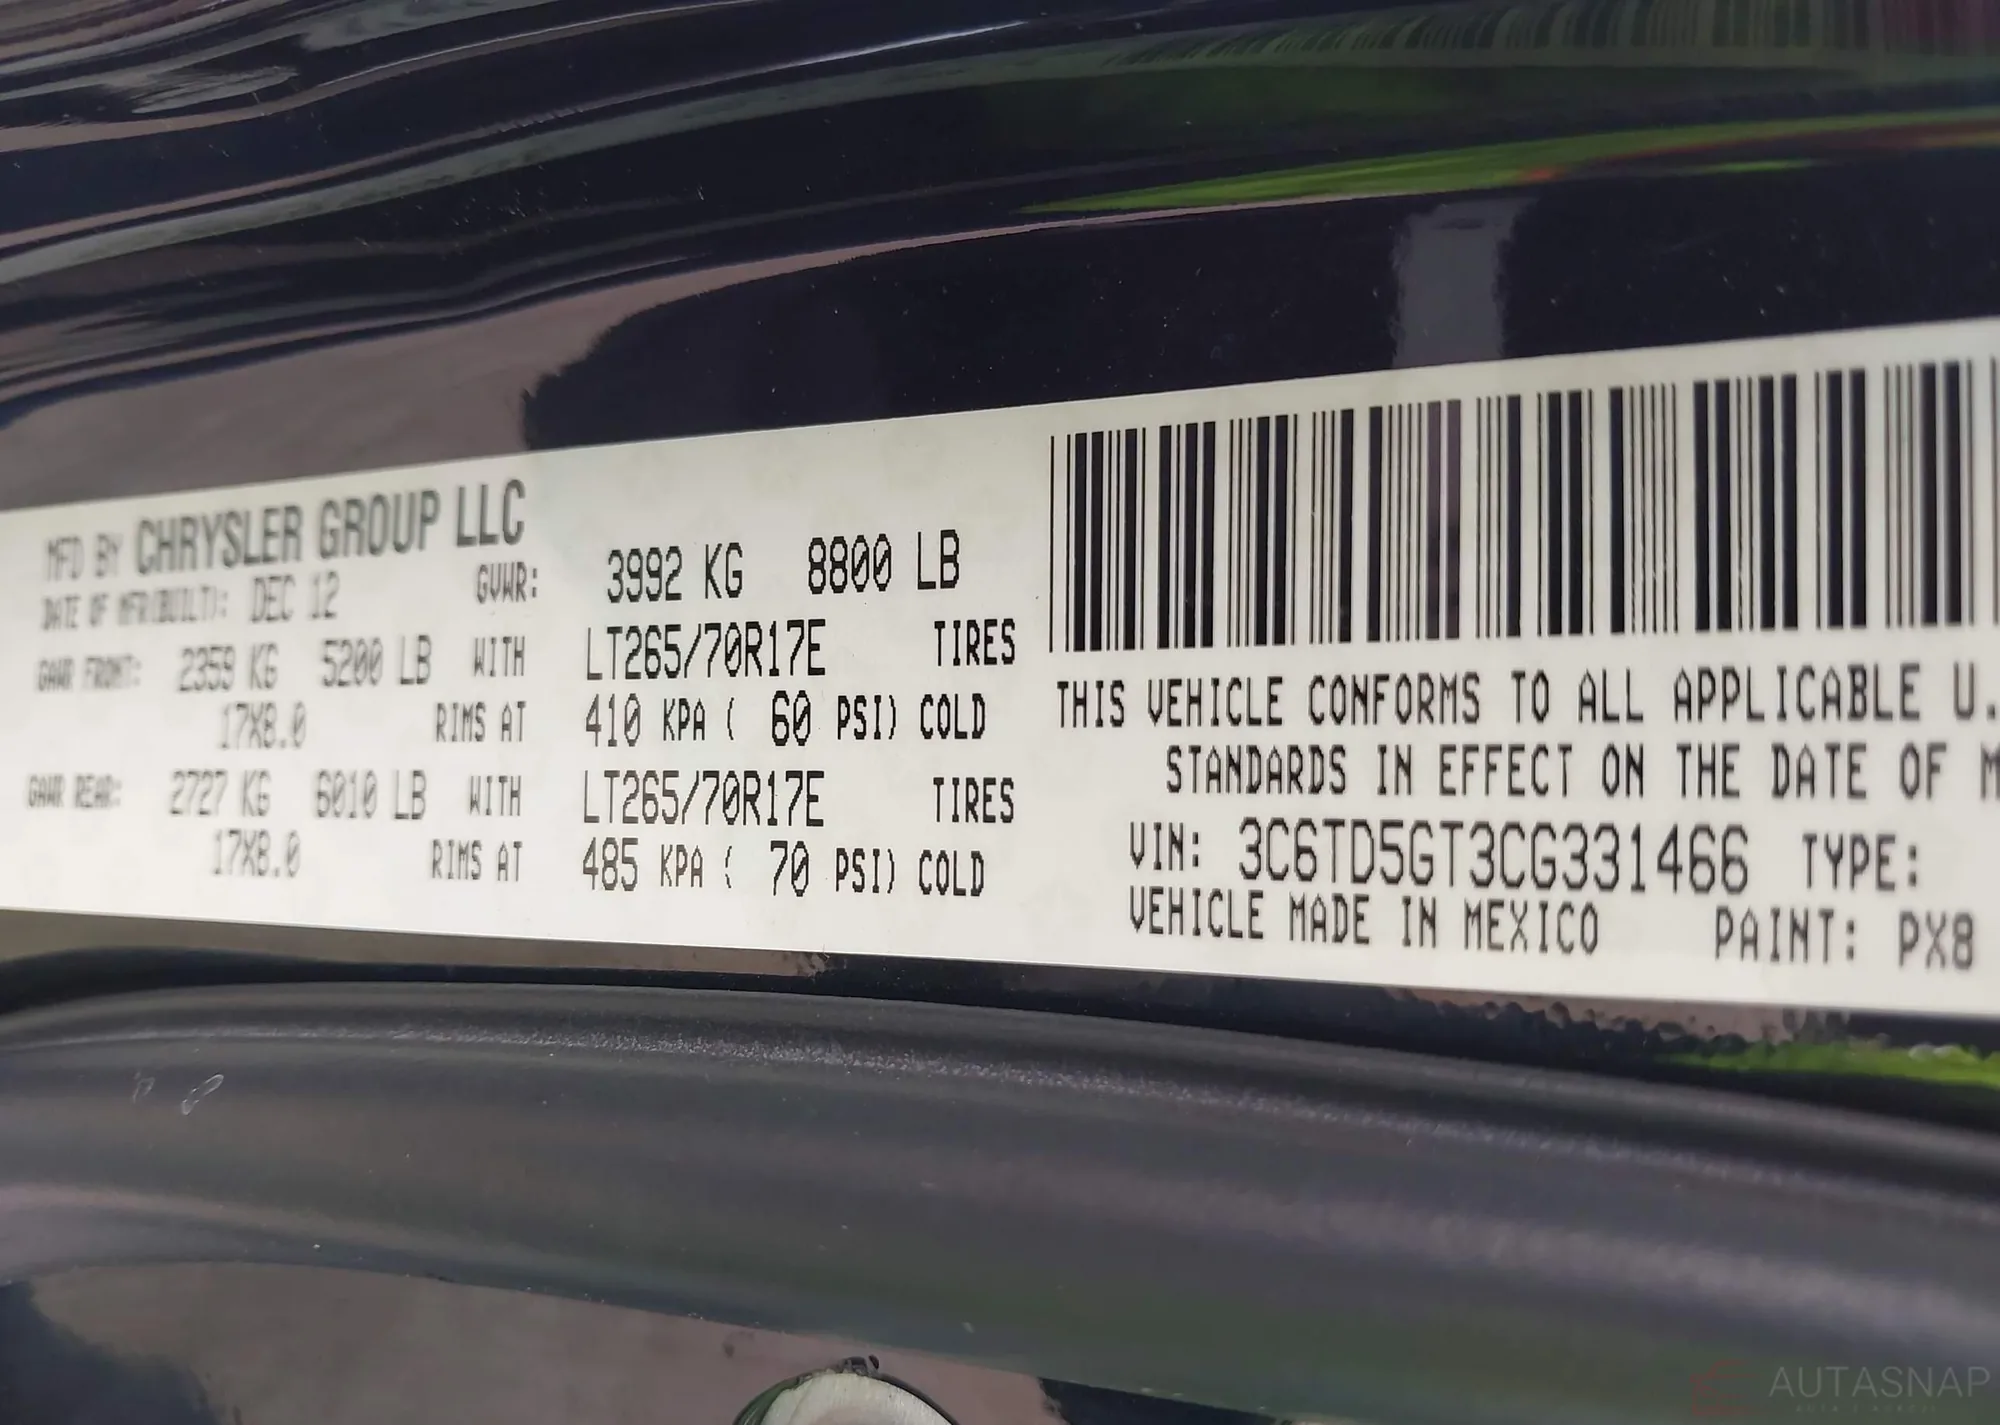 MFD BY CHRYSLER GROUP LLC
DATE OF MFR(BUILT): DEC 12 GVWR: 3992 KG 8800 LB
GAWR FRONT: 2359 KG 5200 LB WITH LT265/70R17E TIRES
17X8.0 RIMS AT 410 KPA ( 60 PSI) COLD
GAWR REAR: 2727 KG 6010 LB WITH LT265/70R17E TIRES
17X8.0 RIMS AT 485 KPA ( 70 PSI) COLD
THIS VEHICLE CONFORMS TO ALL APPLICABLE U.
STANDARDS IN EFFECT ON THE DATE OF M
VIN: 3C6TD5GT3CG331466 TYPE:
VEHICLE MADE IN MEXICO PAINT: PX8
AUTASNAP